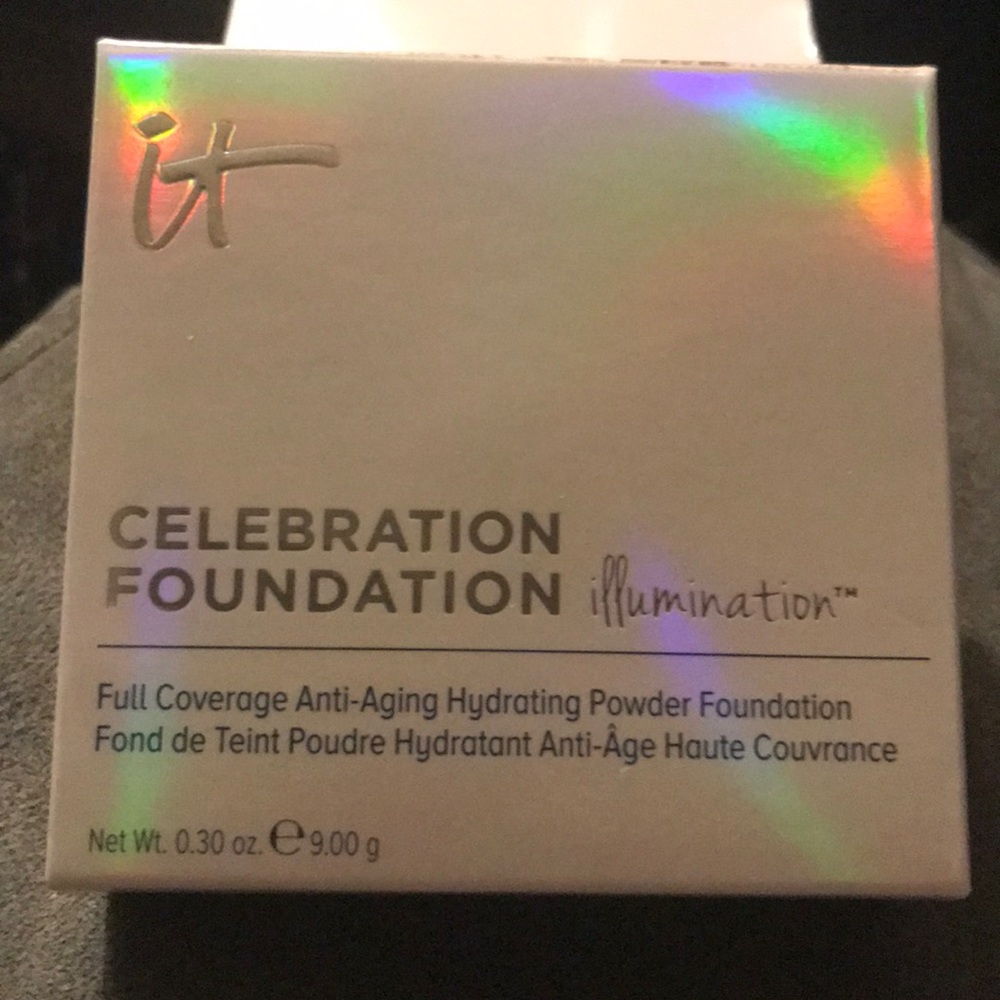 it
CELEBRATION
FOUNDATION illumination™
Full Coverage Anti-Aging Hydrating Powder Foundation
Fond de Teint Poudre Hydratant Anti-Âge Haute Couvrance
Net Wt. 0.30 oz. ℮ 9.00 g